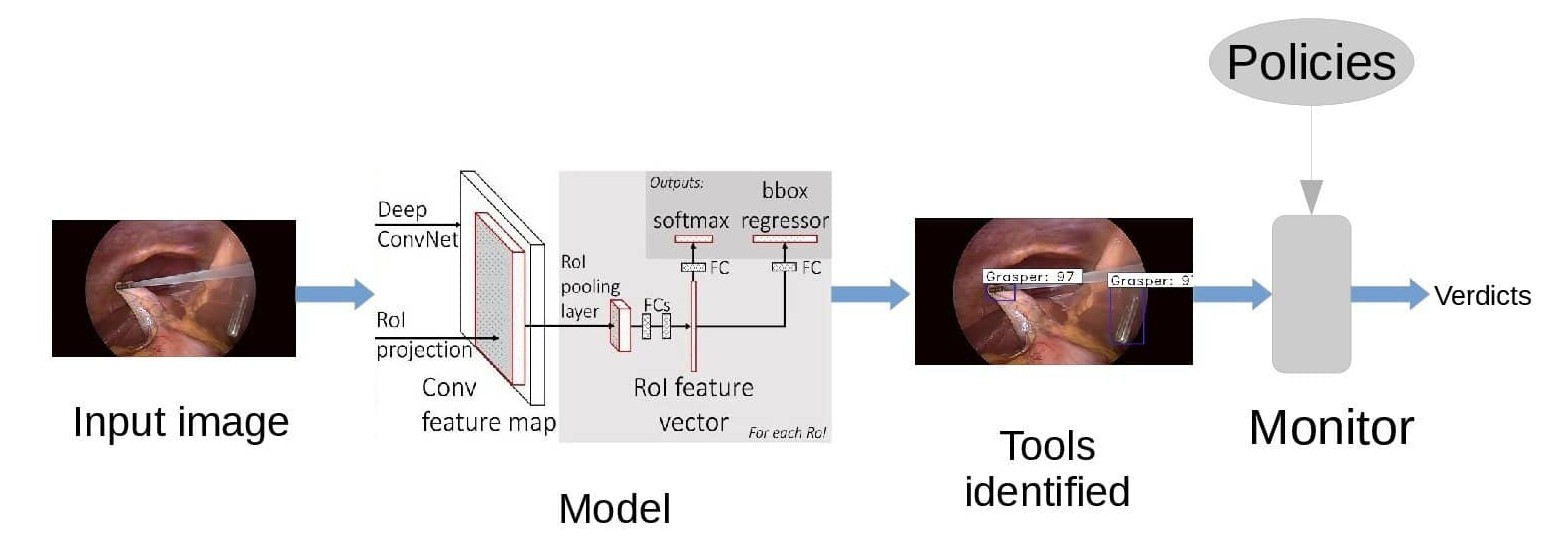 Policies
Outputs:
bbox
softmax regressor
Deep
ConvNet
FC
FC
RoI
pooling
layer
FCs
RoI
projection
Conv
feature map
RoI feature
vector
For each RoI
Grasper: 97
Grasper: 9
Verdicts
Input image
Model
Tools
identified
Monitor